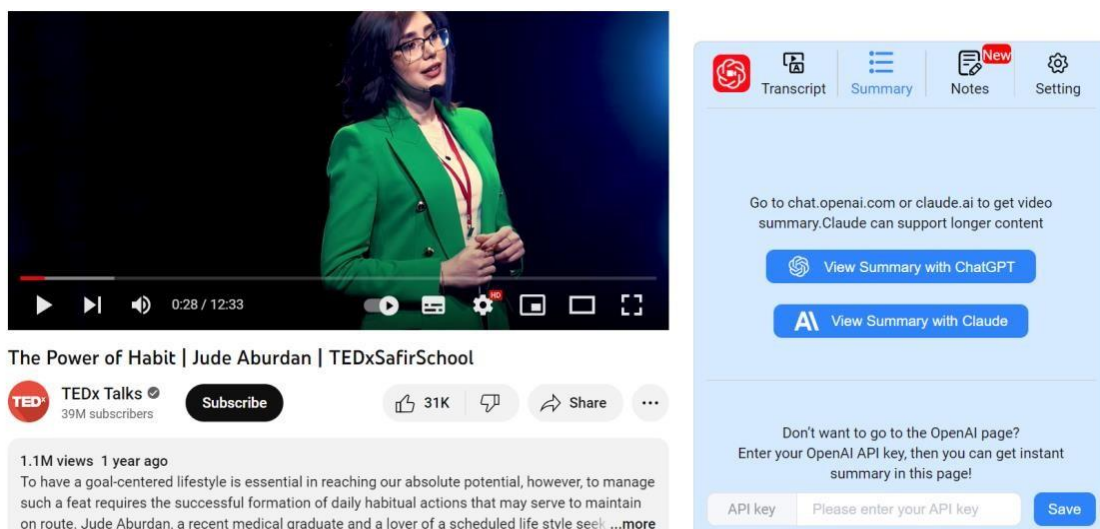 New
Transcript
Summary
Notes
Setting
Go to chat.openai.com or claude.ai to get video
summary.Claude can support longer content
View Summary with ChatGPT
View Summary with Claude
Don't want to go to the OpenAI page?
Enter your OpenAI API key, then you can get instant
summary in this page!
API key Please enter your API key Save
HD
0:28 / 12:33
The Power of Habit | Jude Aburdan | TEDxSafirSchool
TEDx
TEDx Talks
39M subscribers
Subscribe
31K
Share
1.1M views 1 year ago
To have a goal-centered lifestyle is essential in reaching our absolute potential, however, to manage
such a feat requires the successful formation of daily habitual actions that may serve to maintain
on route. Jude Aburdan, a recent medical graduate and a lover of a scheduled life style seek ...more